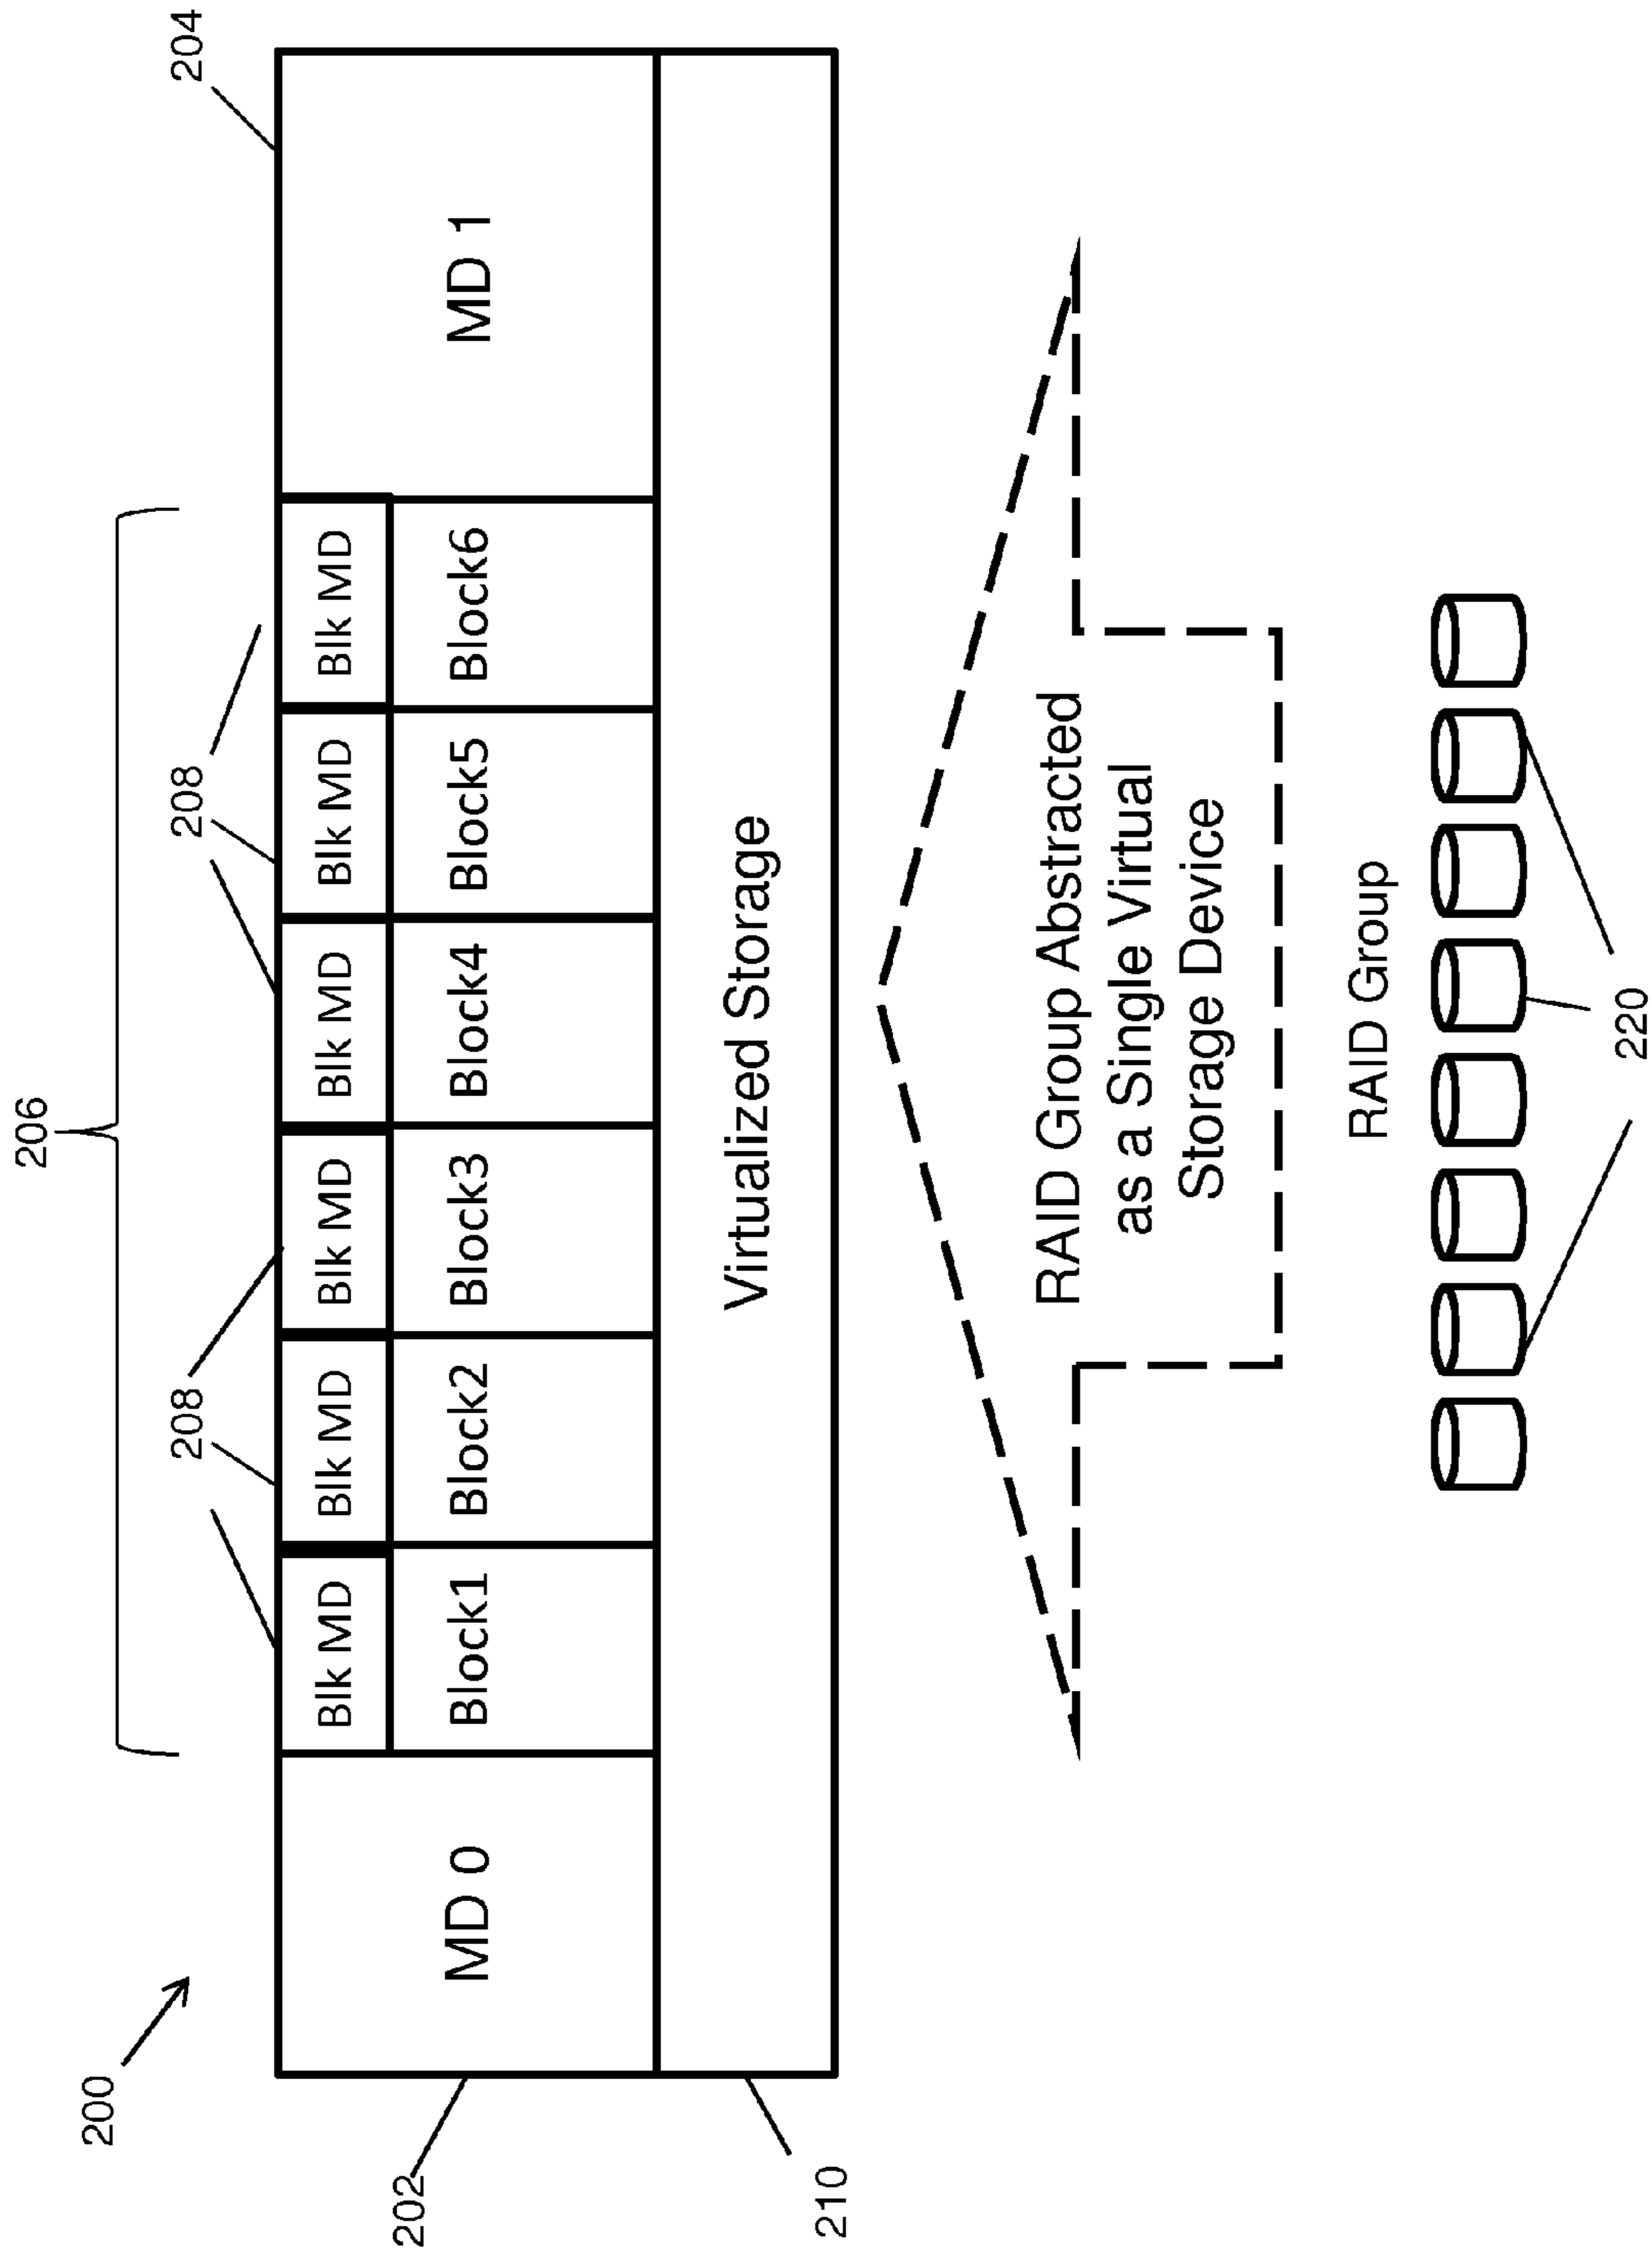 200
206
208
208
204
202
MD 0
Blk MD
Blk MD
Blk MD
Blk MD
Blk MD
Blk MD
Block1
Block2
Block3
Block4
Block5
Block6
MD 1
210
Virtualized Storage
RAID Group Abstracted
as a Single Virtual
Storage Device
RAID Group
220